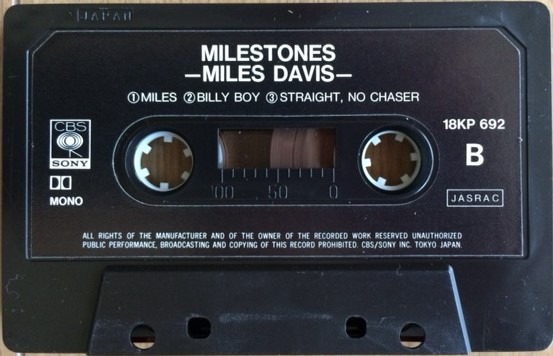 JAPAN
MILESTONES
—MILES DAVIS—
①MILES ②BILLY BOY ③STRAIGHT, NO CHASER
CBS
SONY
18KP 692
B
MONO
100 50 0
JASRAC
ALL RIGHTS OF THE MANUFACTURER AND OF THE OWNER OF THE RECORDED WORK RESERVED UNAUTHORIZED
PUBLIC PERFORMANCE, BROADCASTING AND COPYING OF THIS RECORD PROHIBITED. CBS/SONY INC. TOKYO JAPAN.